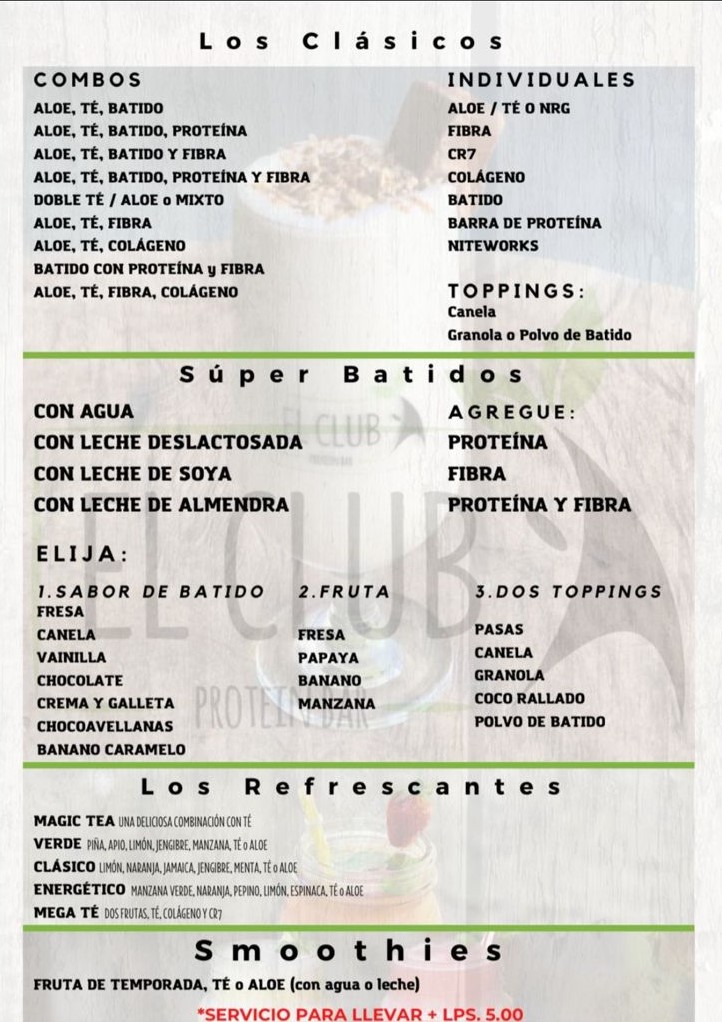 Los Clásicos
COMBOS
ALOE, TÉ, BATIDO
ALOE, TÉ, BATIDO, PROTEÍNA
ALOE, TÉ, BATIDO Y FIBRA
ALOE, TÉ, BATIDO, PROTEÍNA Y FIBRA
DOBLE TÉ / ALOE o MIXTO
ALOE, TÉ, FIBRA
ALOE, TÉ, COLÁGENO
BATIDO CON PROTEÍNA y FIBRA
ALOE, TÉ, FIBRA, COLÁGENO
INDIVIDUALES
ALOE / TÉ O NRG
FIBRA
CR7
COLÁGENO
BATIDO
BARRA DE PROTEÍNA
NITEWORKS
TOPPINGS:
Canela
Granola o Polvo de Batido
Súper Batidos
CON AGUA
CON LECHE DESLACTOSADA
CON LECHE DE SOYA
CON LECHE DE ALMENDRA
AGREGUE:
PROTEÍNA
FIBRA
PROTEÍNA Y FIBRA
EL CLUB
EL CLUB
PROTEIN BAR
ELIJA:
1.SABOR DE BATIDO
FRESA
CANELA
VAINILLA
CHOCOLATE
CREMA Y GALLETA
CHOCOAVELLANAS
BANANO CARAMELO
2.FRUTA
FRESA
PAPAYA
BANANO
MANZANA
3.DOS TOPPINGS
PASAS
CANELA
GRANOLA
COCO RALLADO
POLVO DE BATIDO
Los Refrescantes
MAGIC TEA UNA DELICIOSA COMBINACIÓN CON TÉ
VERDE PIÑA, APIO, LIMÓN, JENGIBRE, MANZANA, TÉ o ALOE
CLÁSICO LIMÓN, NARANJA, JAMAICA, JENGIBRE, MENTA, TÉ o ALOE
ENERGÉTICO MANZANA VERDE, NARANJA, PEPINO, LIMÓN, ESPINACA, TÉ o ALOE
MEGA TÉ DOS FRUTAS, TÉ, COLÁGENO Y CR7
Smoothies
FRUTA DE TEMPORADA, TÉ o ALOE (con agua o leche)
*SERVICIO PARA LLEVAR + LPS. 5.00